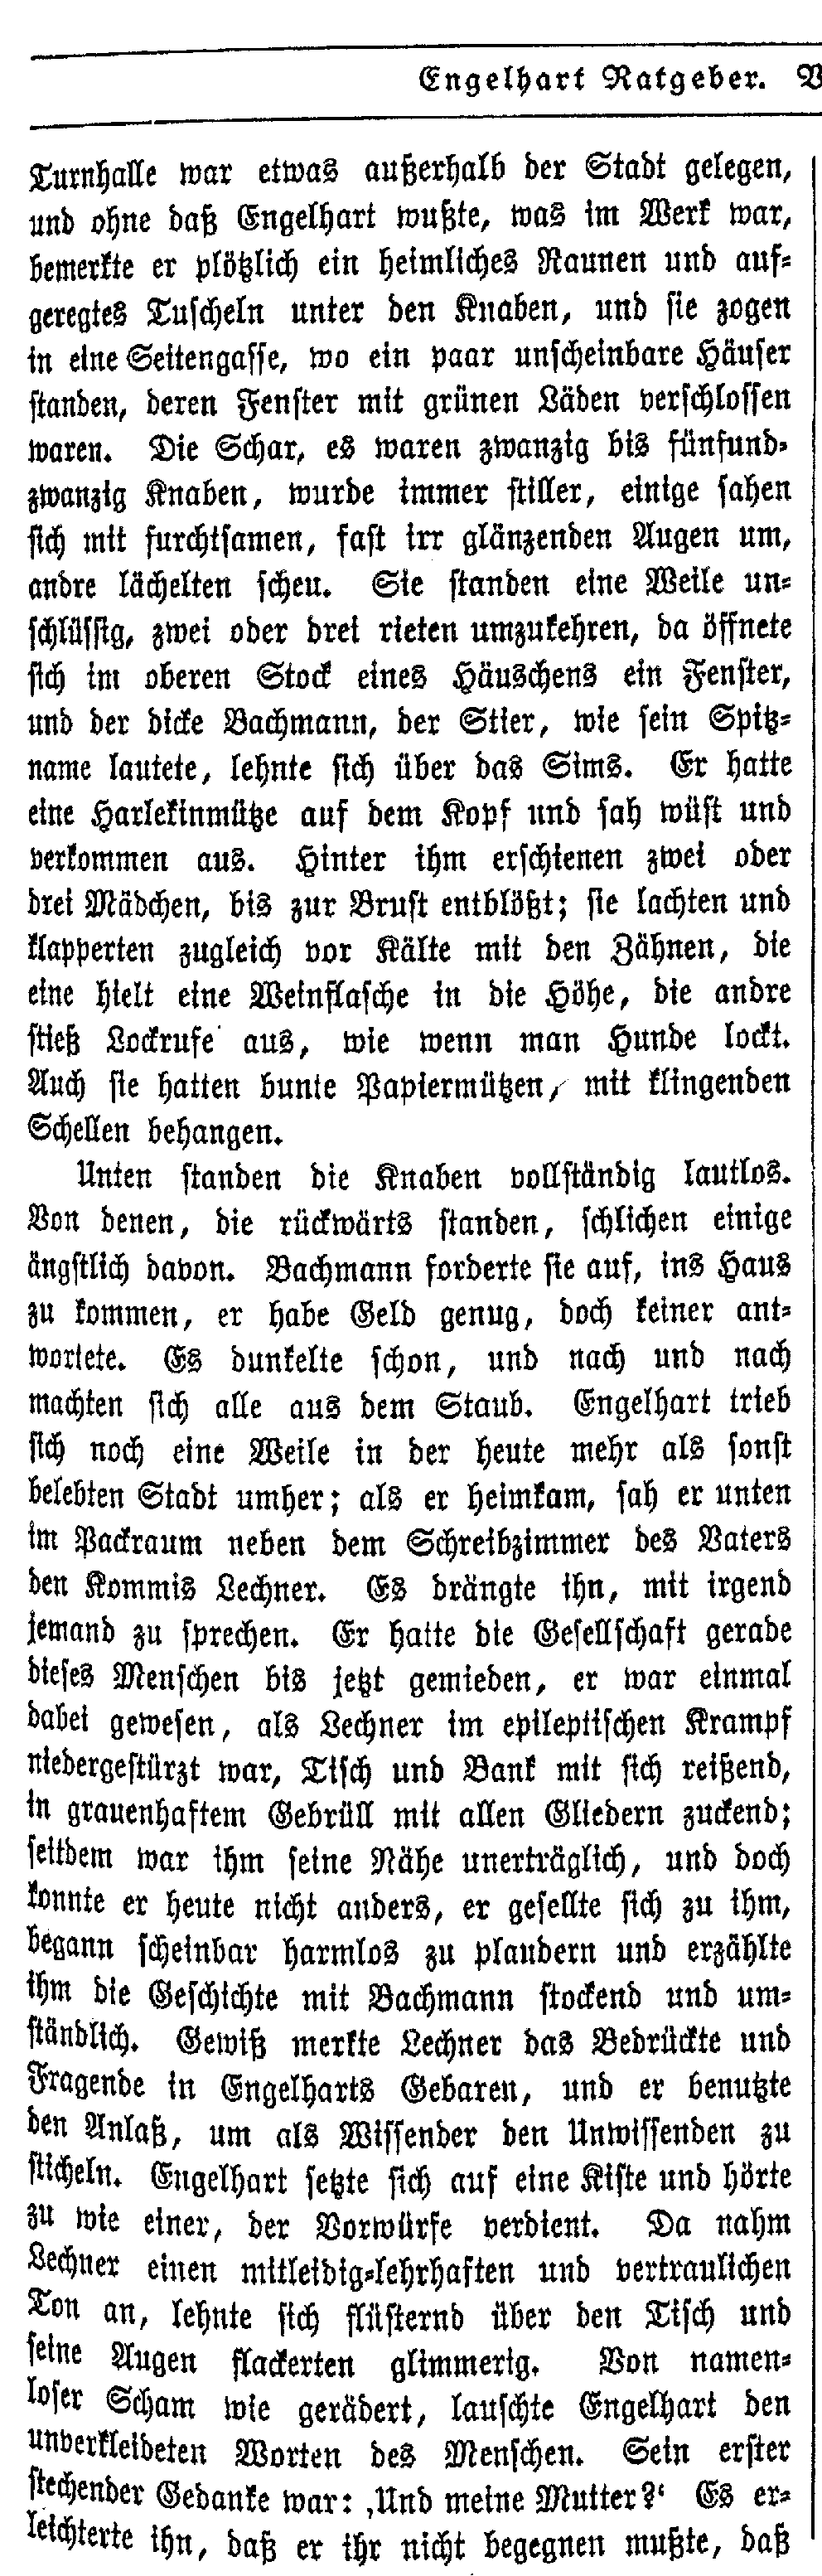 Engelhart Ratgeber. V
Turnhalle war etwas außerhalb der Stadt gelegen,
und ohne daß Engelhart wußte, was im Werk war,
bemerkte er plötzlich ein heimliches Raunen und auf-
geregtes Tuscheln unter den Knaben, und sie zogen
in eine Seitengasse, wo ein paar unscheinbare Häuser
standen, deren Fenster mit grünen Läden verschlossen
waren. Die Schar, es waren zwanzig bis fünfund-
zwanzig Knaben, wurde immer stiller, einige sahen
sich mit furchtsamen, fast irr glänzenden Augen um,
andre lächelten scheu. Sie standen eine Weile un-
schlüssig, zwei oder drei rieten umzukehren, da öffnete
sich im oberen Stock eines Häuschens ein Fenster,
und der dicke Bachmann, der Stier, wie sein Spitz-
name lautete, lehnte sich über das Sims. Er hatte
eine Harlekinmütze auf dem Kopf und sah wüst und
verkommen aus. Hinter ihm erschienen zwei oder
drei Mädchen, bis zur Brust entblößt; sie lachten und
klapperten zugleich vor Kälte mit den Zähnen, die
eine hielt eine Weinflasche in die Höhe, die andre
stieß Lockrufe aus, wie wenn man Hunde lockt.
Auch sie hatten bunte Papiermützen, mit klingenden
Schellen behangen.
Unten standen die Knaben vollständig lautlos.
Von denen, die rückwärts standen, schlichen einige
ängstlich davon. Bachmann forderte sie auf, ins Haus
zu kommen, er habe Geld genug, doch keiner ant-
wortete. Es dunkelte schon, und nach und nach
machten sich alle aus dem Staub. Engelhart trieb
sich noch eine Weile in der heute mehr als sonst
belebten Stadt umher; als er heimkam, sah er unten
im Packraum neben dem Schreibzimmer des Vaters
den Kommis Lechner. Es drängte ihn, mit irgend
jemand zu sprechen. Er hatte die Gesellschaft gerade
dieses Menschen bis jetzt gemieden, er war einmal
dabei gewesen, als Lechner im epileptischen Krampf
niedergestürzt war, Tisch und Bank mit sich reißend,
in grauenhaftem Gebrüll mit allen Gliedern zuckend;
seitdem war ihm seine Nähe unerträglich, und doch
konnte er heute nicht anders, er gesellte sich zu ihm,
begann scheinbar harmlos zu plaudern und erzählte
ihm die Geschichte mit Bachmann stockend und um-
ständlich. Gewiß merkte Lechner das Bedrückte und
Fragende in Engelharts Gebaren, und er benutzte
den Anlaß, um als Wissender den Unwissenden zu
sticheln. Engelhart setzte sich auf eine Kiste und hörte
zu wie einer, der Vorwürfe verdient. Da nahm
Lechner einen mitleidig-lehrhaften und vertraulichen
Ton an, lehnte sich flüsternd über den Tisch und
seine Augen flackerten glimmerig. Von namen-
loser Scham wie gerädert, lauschte Engelhart den
unverkleideten Worten des Menschen. Sein erster
stechender Gedanke war: ‚Und meine Mutter?‘ Es er-
leichterte ihn, daß er ihr nicht begegnen mußte, daß